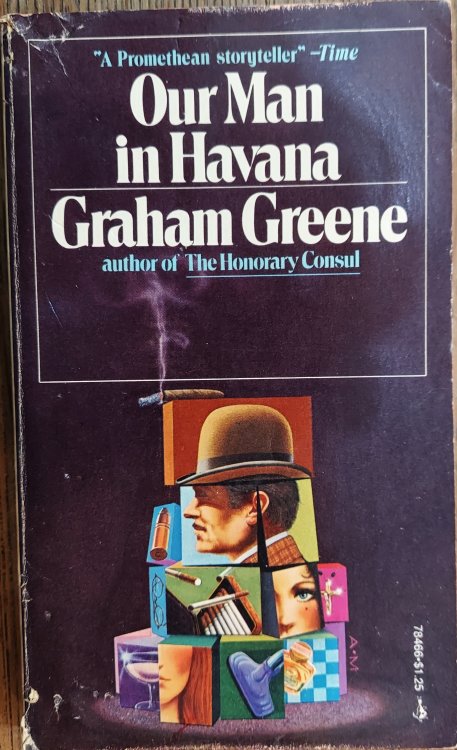 "A Promethean storyteller" –Time
Our Man
in Havana
Graham Greene
author of The Honorary Consul
A•M
78466•$1.25